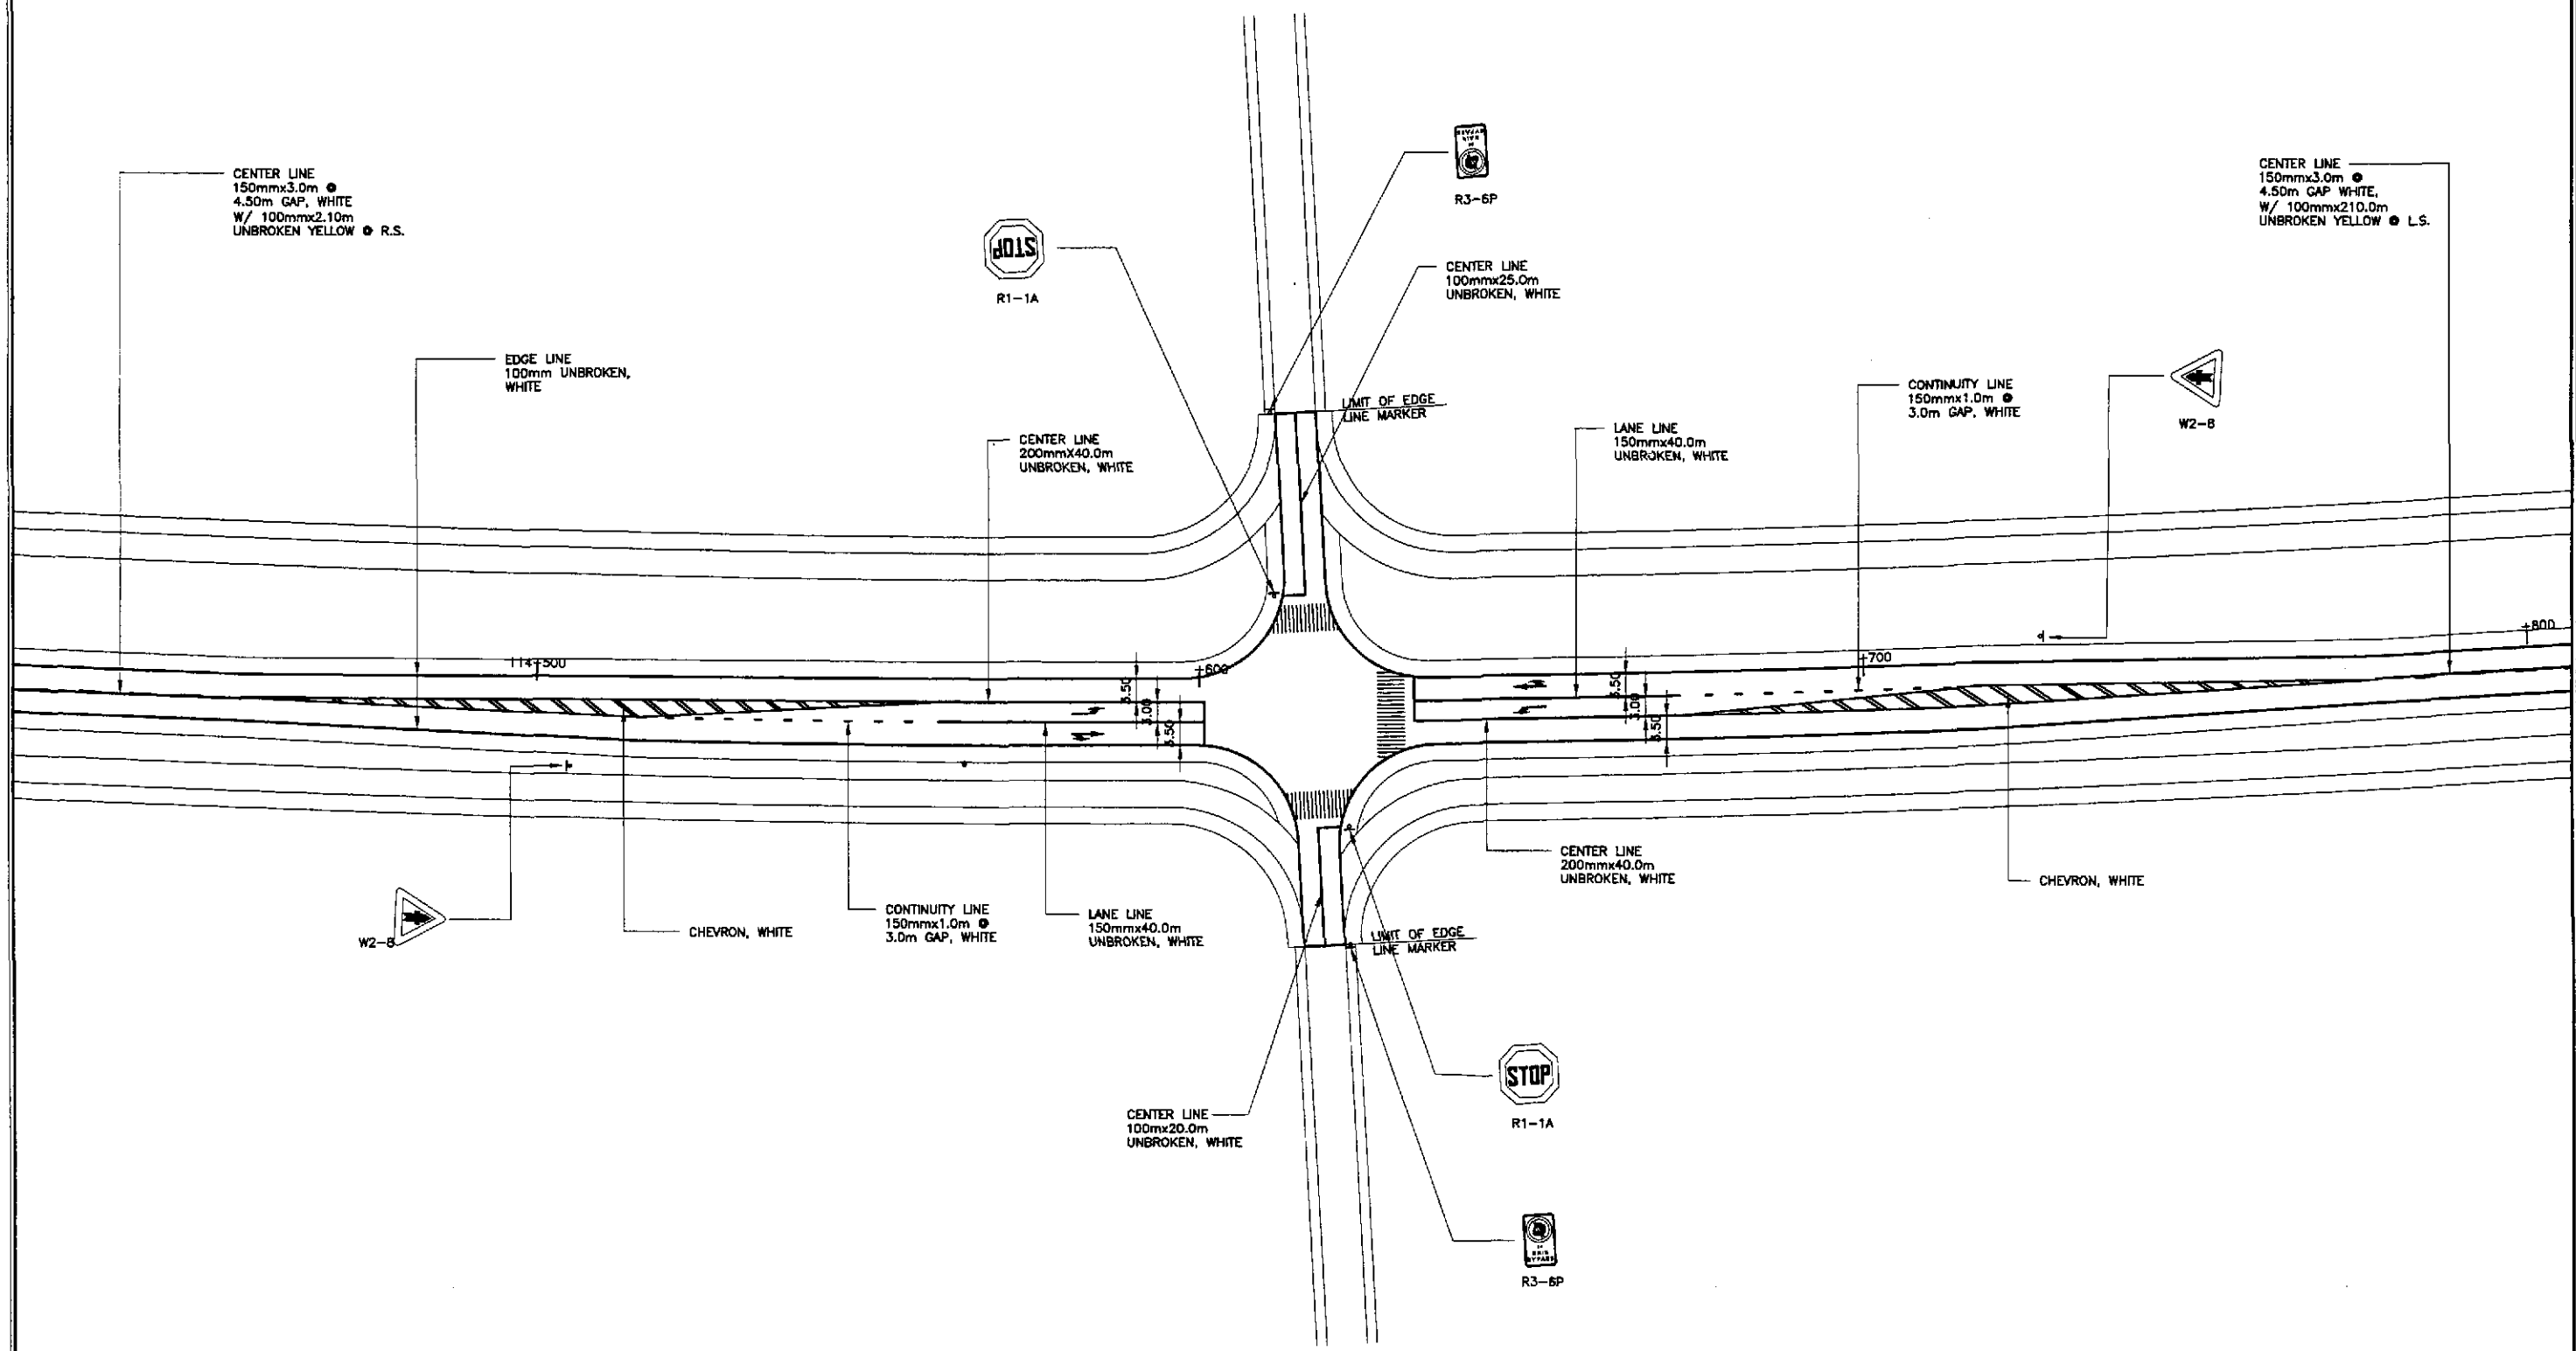 CENTER LINE
150mmx3.0m @
4.50m GAP, WHITE
W/ 100mmx2.10m
UNBROKEN YELLOW @ R.S.
R3-6P
STOP
R1-1A
CENTER LINE
100mmx25.0m
UNBROKEN, WHITE
CENTER LINE
150mmx3.0m @
4.50m GAP WHITE,
W/ 100mmx210.0m
UNBROKEN YELLOW @ L.S.
EDGE LINE
100mm UNBROKEN,
WHITE
CENTER LINE
200mmX40.0m
UNBROKEN, WHITE
LIMIT OF EDGE
LINE MARKER
LANE LINE
150mmx40.0m
UNBROKEN, WHITE
CONTINUITY LINE
150mmx1.0m @
3.0m GAP, WHITE
W2-8
114+500
+600
+700
+800
3.50
3.00
3.50
3.50
3.00
3.50
W2-8
CHEVRON, WHITE
CONTINUITY LINE
150mmx1.0m @
3.0m GAP, WHITE
LANE LINE
150mmx40.0m
UNBROKEN, WHITE
LIMIT OF EDGE
LINE MARKER
CENTER LINE
200mmx40.0m
UNBROKEN, WHITE
CHEVRON, WHITE
CENTER LINE
100mx20.0m
UNBROKEN, WHITE
STOP
R1-1A
R3-6P